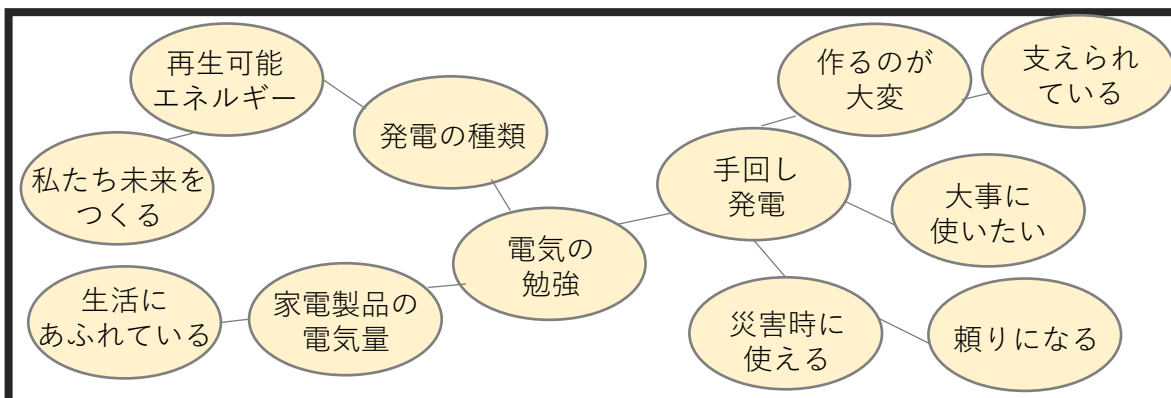 再生可能
エネルギー
発電の種類
私たち未来を
つくる
作るのが
大変
支えられ
ている
手回し
発電
大事に
使いたい
電気の
勉強
生活に
あふれている
家電製品の
電気量
災害時に
使える
頼りになる